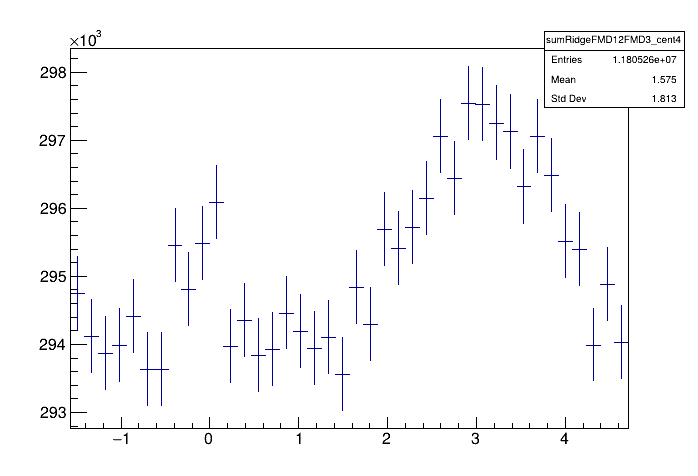 ×10³
sumRidgeFMD12FMD3_cent4
Entries 1.180526e+07
Mean 1.575
Std Dev 1.813
298
297
296
295
294
293
−1 0 1 2 3 4